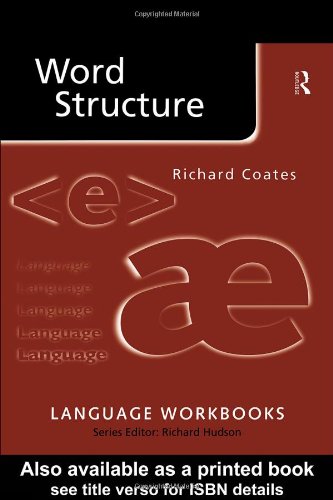 Word
Structure
Routledge
Richard Coates
<e>
æ
Language
Language
Language
Language
Language
LANGUAGE WORKBOOKS
Series Editor: Richard Hudson
Also available as a printed book
see title verso for ISBN details